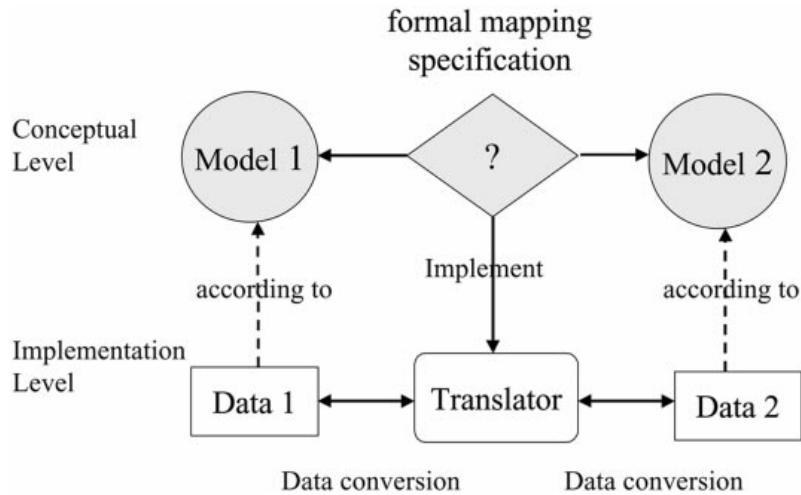 formal mapping
specification
Conceptual
Level
Model 1
?
Model 2
according to
Implement
according to
Implementation
Level
Data 1
Translator
Data 2
Data conversion
Data conversion